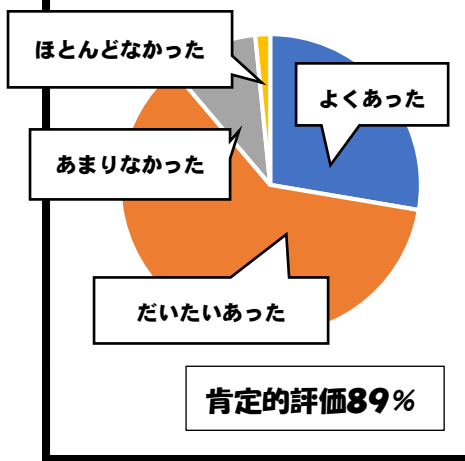 ほとんどなかった
よくあった
あまりなかった
だいたいあった
肯定的評価89%